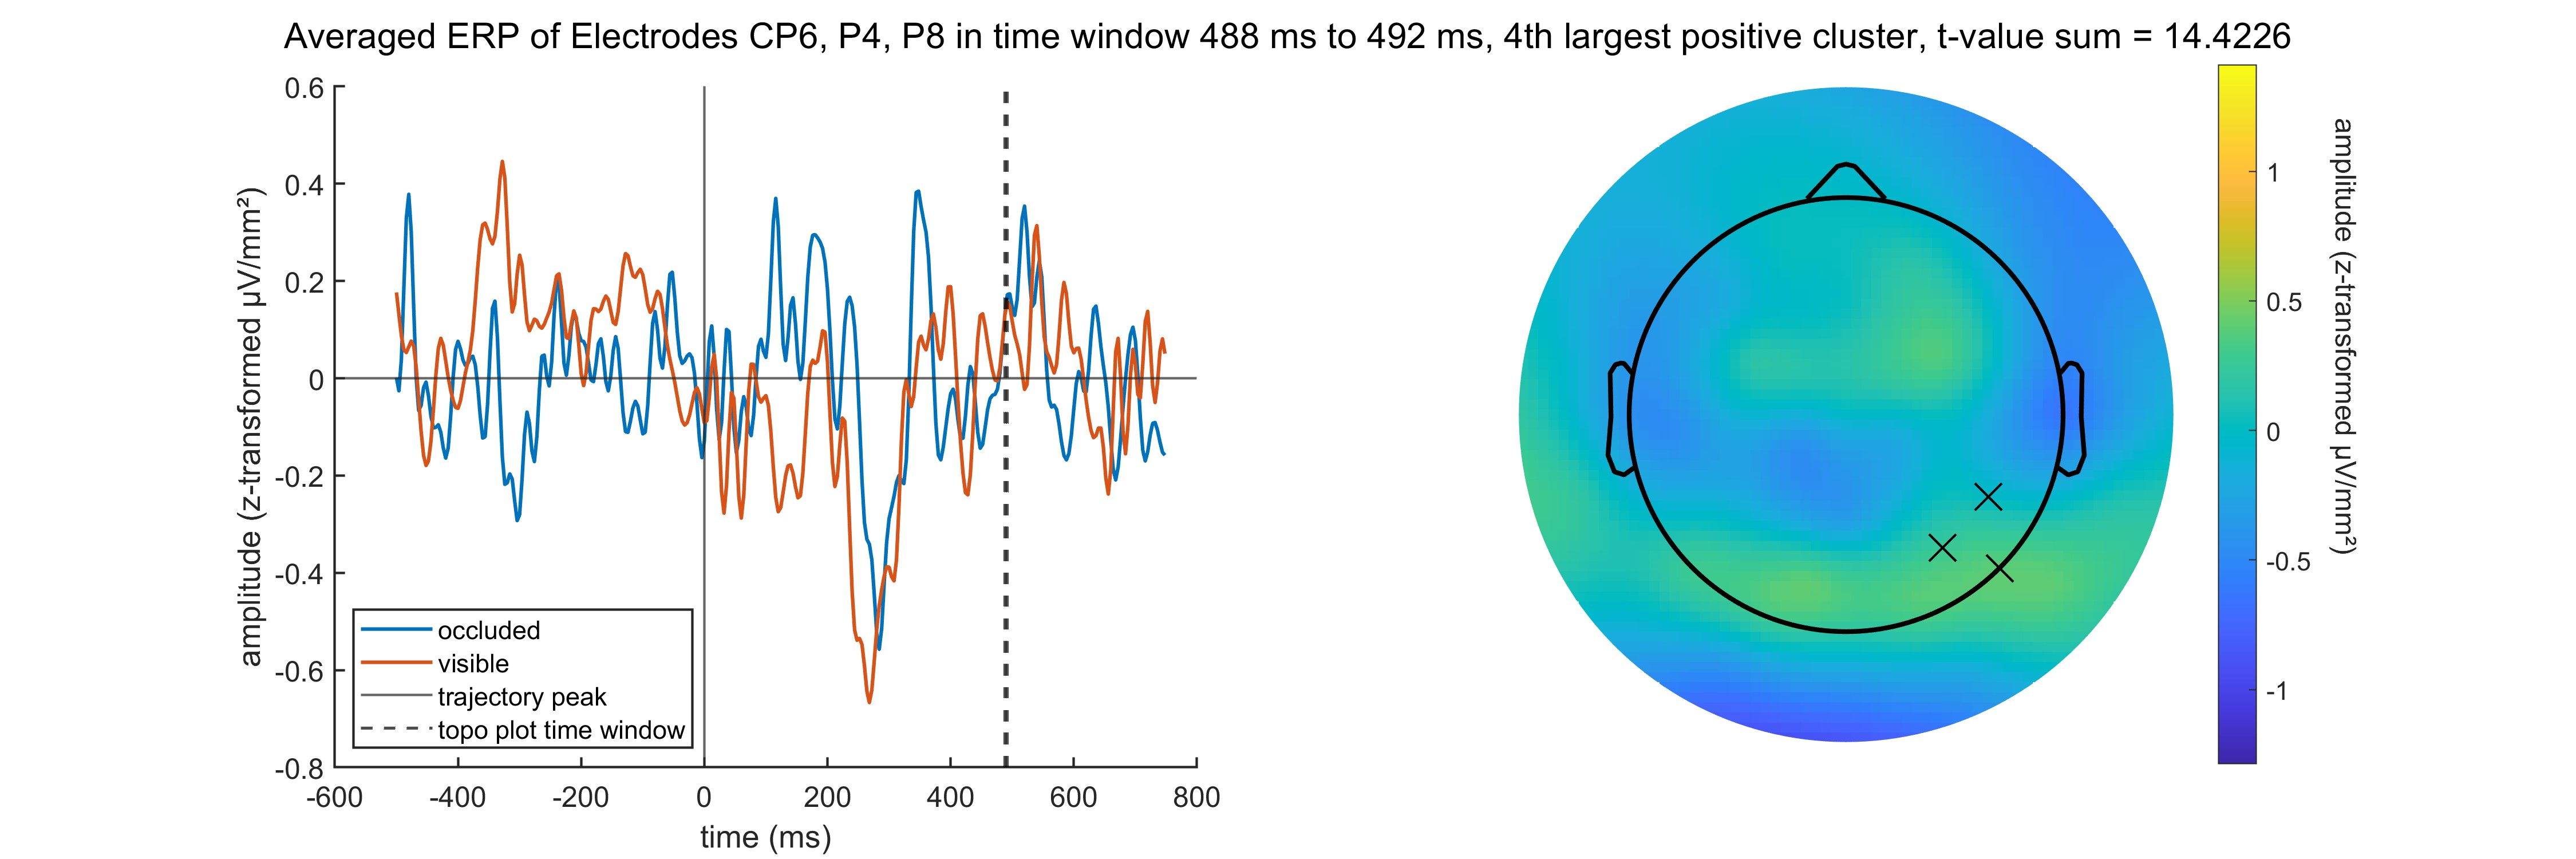 Averaged ERP of Electrodes CP6, P4, P8 in time window 488 ms to 492 ms, 4th largest positive cluster, t-value sum = 14.4226
amplitude (z-transformed µV/mm²)
0.6
0.4
0.2
0
-0.2
-0.4
-0.6
-0.8
occluded
visible
trajectory peak
topo plot time window
-600
-400
-200
0
200
400
600
800
time (ms)
1
0.5
0
-0.5
-1
amplitude (z-transformed µV/mm²)